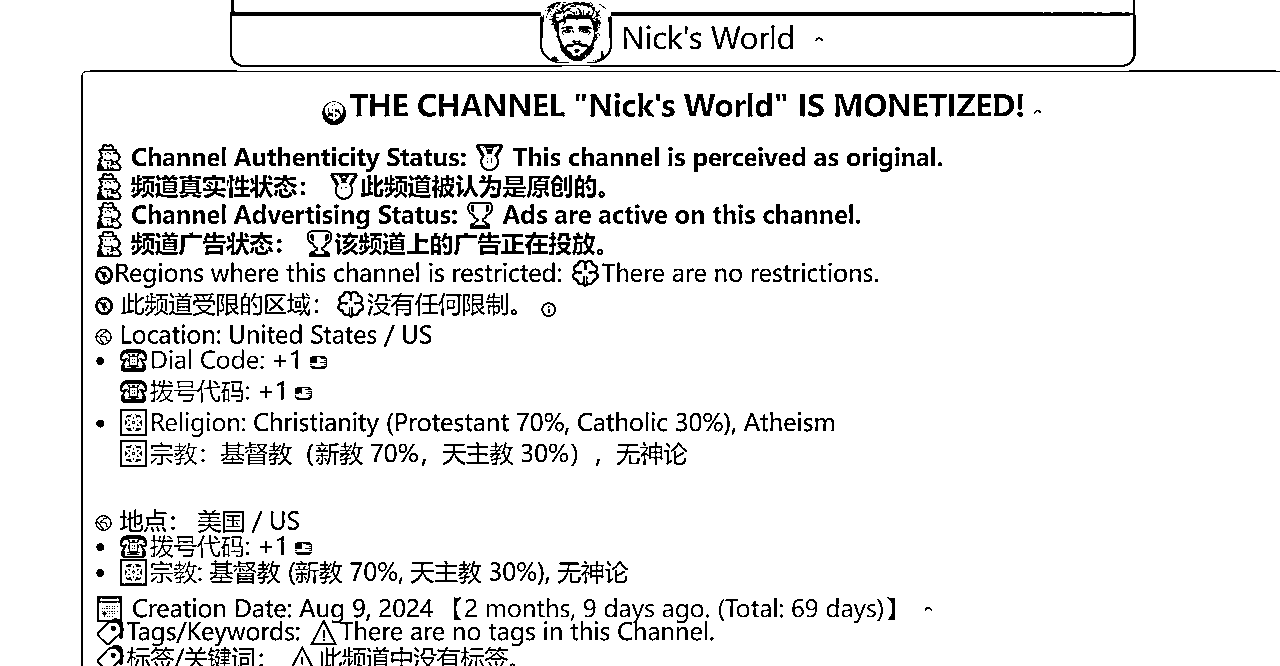 Nick's World
THE CHANNEL "Nick's World" IS MONETIZED!
Channel Authenticity Status: This channel is perceived as original.
频道真实性状态： 此频道被认为是原创的。
Channel Advertising Status: Ads are active on this channel.
频道广告状态： 该频道上的广告正在投放。
Regions where this channel is restricted: There are no restrictions.
此频道受限的区域： 没有任何限制。
Location: United States / US
• Dial Code: +1
拨号代码: +1
• Religion: Christianity (Protestant 70%, Catholic 30%), Atheism
宗教：基督教（新教 70%，天主教 30%），无神论
地点： 美国 / US
• 拨号代码: +1
• 宗教: 基督教 (新教 70%, 天主教 30%), 无神论
Creation Date: Aug 9, 2024 【2 months, 9 days ago. (Total: 69 days)】
Tags/Keywords: There are no tags in this Channel.
标签/关键词： 此频道中没有标签。